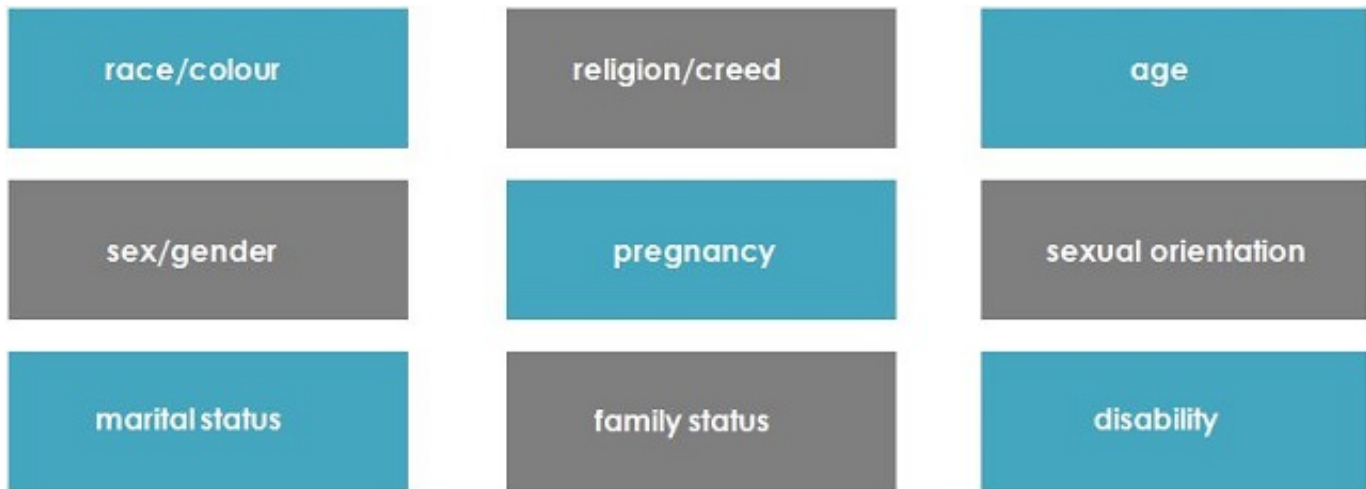 race/colour
religion/creed
age
sex/gender
pregnancy
sexual orientation
marital status
family status
disability